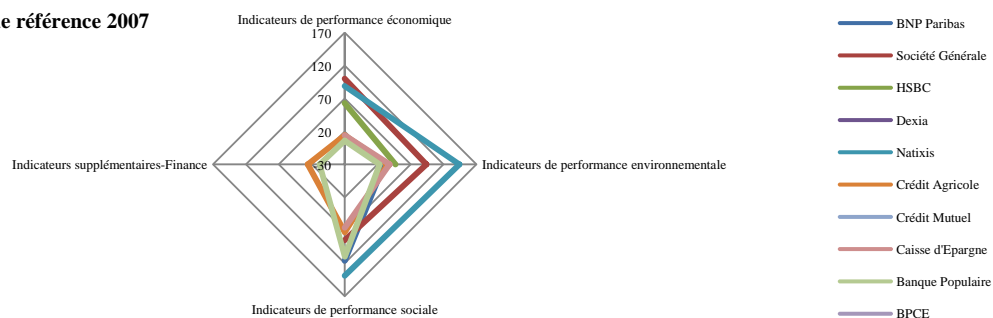 e référence 2007
Indicateurs de performance économique
170
120
70
20
-30
Indicateurs supplémentaires-Finance
Indicateurs de performance environnementale
Indicateurs de performance sociale
BNP Paribas
Société Générale
HSBC
Dexia
Natixis
Crédit Agricole
Crédit Mutuel
Caisse d'Epargne
Banque Populaire
BPCE